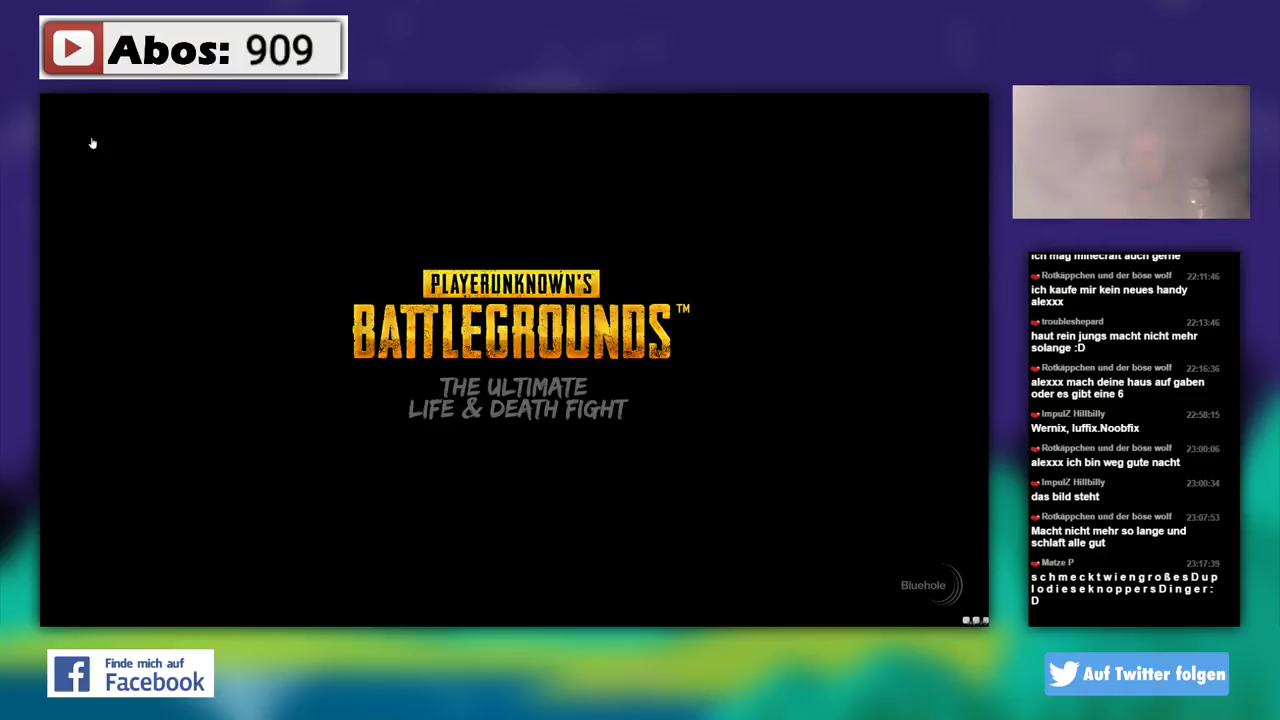 Abos: 909
PLAYERUNKNOWN'S
BATTLEGROUNDS™
THE ULTIMATE
LIFE & DEATH FIGHT
Bluehole
ich mag minecraft auch gerne
Rotkäppchen und der böse wolf 22:11:46
ich kaufe mir kein neues handy
alexxx
troubleshepard 22:13:46
haut rein jungs macht nicht mehr
solange :D
Rotkäppchen und der böse wolf 22:16:36
alexxx mach deine haus auf gaben
oder es gibt eine 6
ImpulZ Hillbilly 22:58:15
Wernix, luffix.Noobfix
Rotkäppchen und der böse wolf 23:00:06
alexxx ich bin weg gute nacht
ImpulZ Hillbilly 23:00:34
das bild steht
Rotkäppchen und der böse wolf 23:07:53
Macht nicht mehr so lange und
schlaft alle gut
Matze P 23:17:39
s c h m e c k t w i e n g r o ß e s D u p
l o d i e s e k n o p p e r s D i n g e r :
D
Finde mich auf
Facebook
Auf Twitter folgen